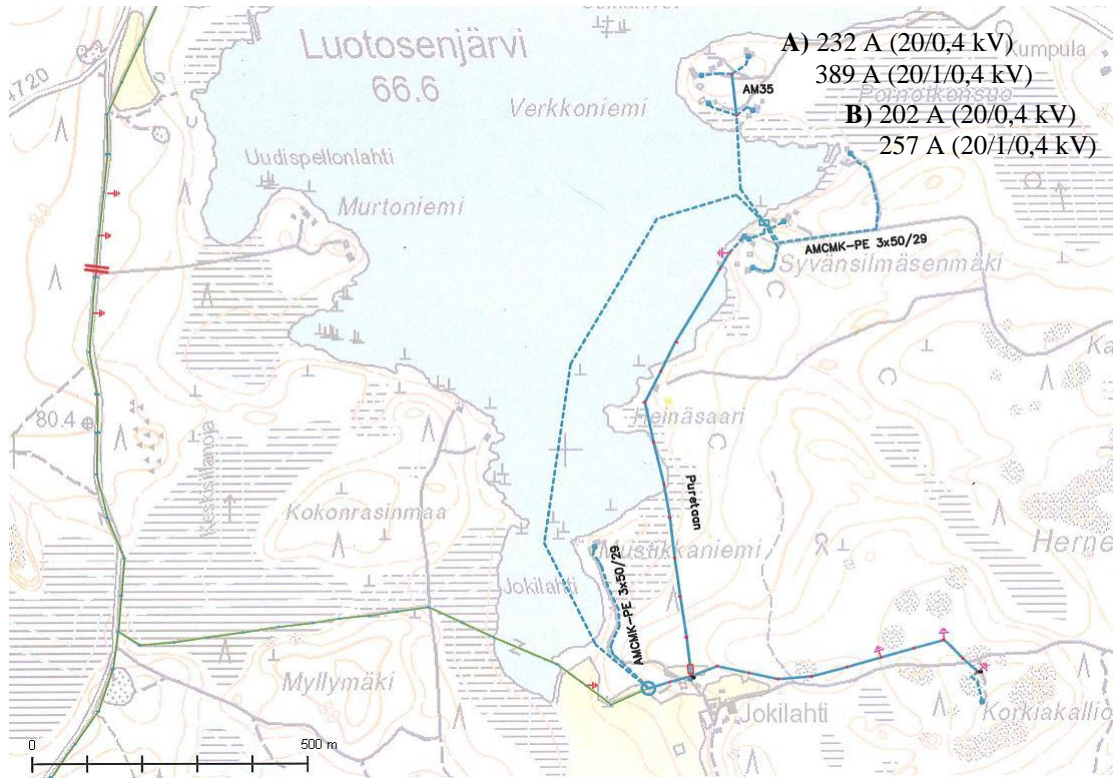 Luotosenjärvi
66.6
Verkkoniemi
A) 232 A (20/0,4 kV)
389 A (20/1/0,4 kV)
B) 202 A (20/0,4 kV)
257 A (20/1/0,4 kV)
Kumpula
AM35
4720
Uudispellonlahti
Murtoniemi
AMCMK-PE 3x50/29
Syvänsilmäsenmäki
80.4
Heinäsaari
Puretaan
Kokonrasinmaa
Mustikkaniemi
Herne
Jokilahti
AMCMK-PE 3x50/29
Myllymäki
Jokilahti
Korkiakallio
0
500 m